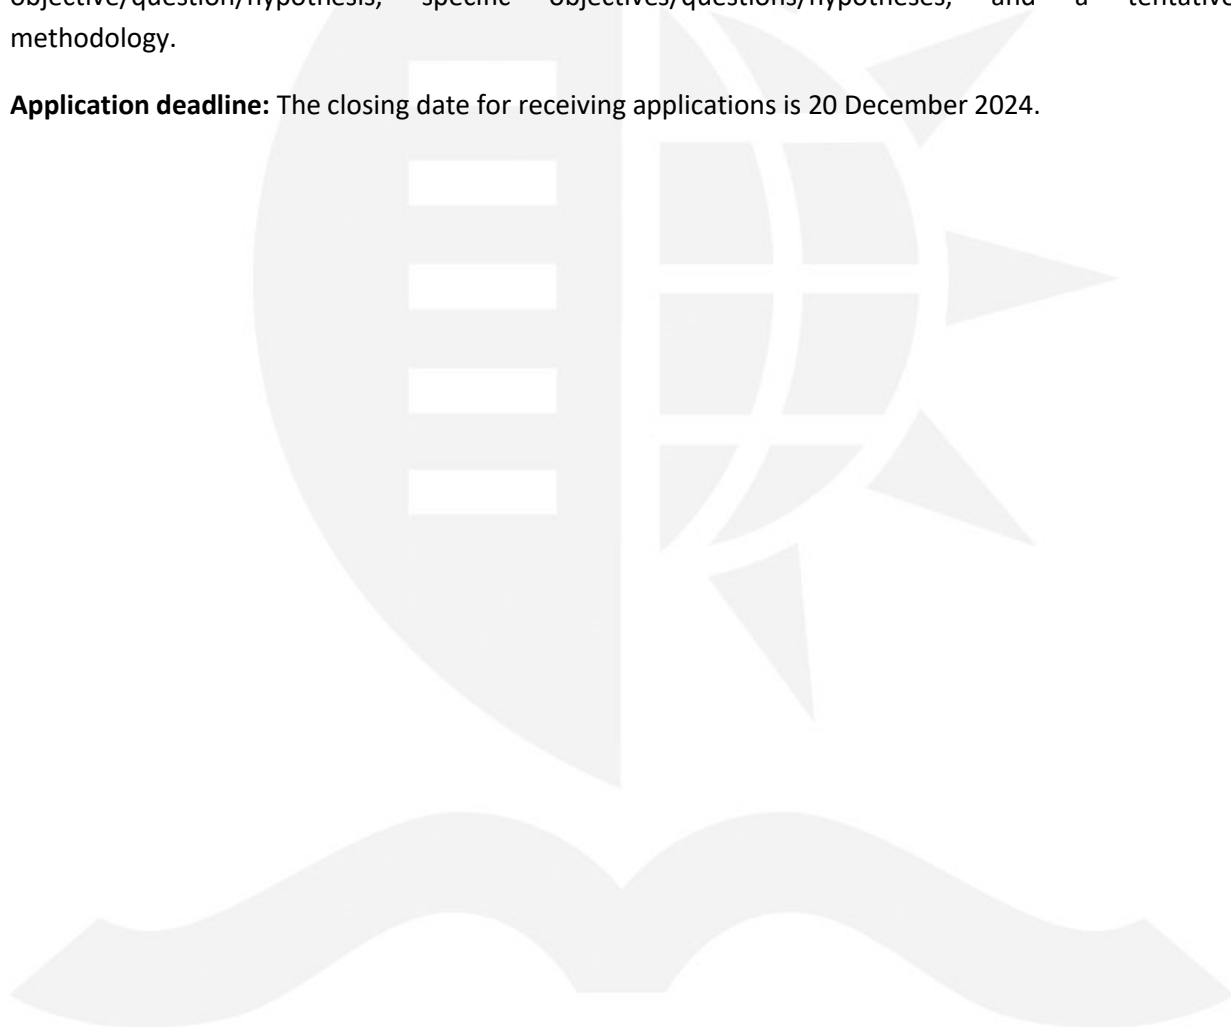 objective/question/hypothesis, specific objectives/questions/hypotheses, and a tentative
methodology.
Application deadline: The closing date for receiving applications is 20 December 2024.